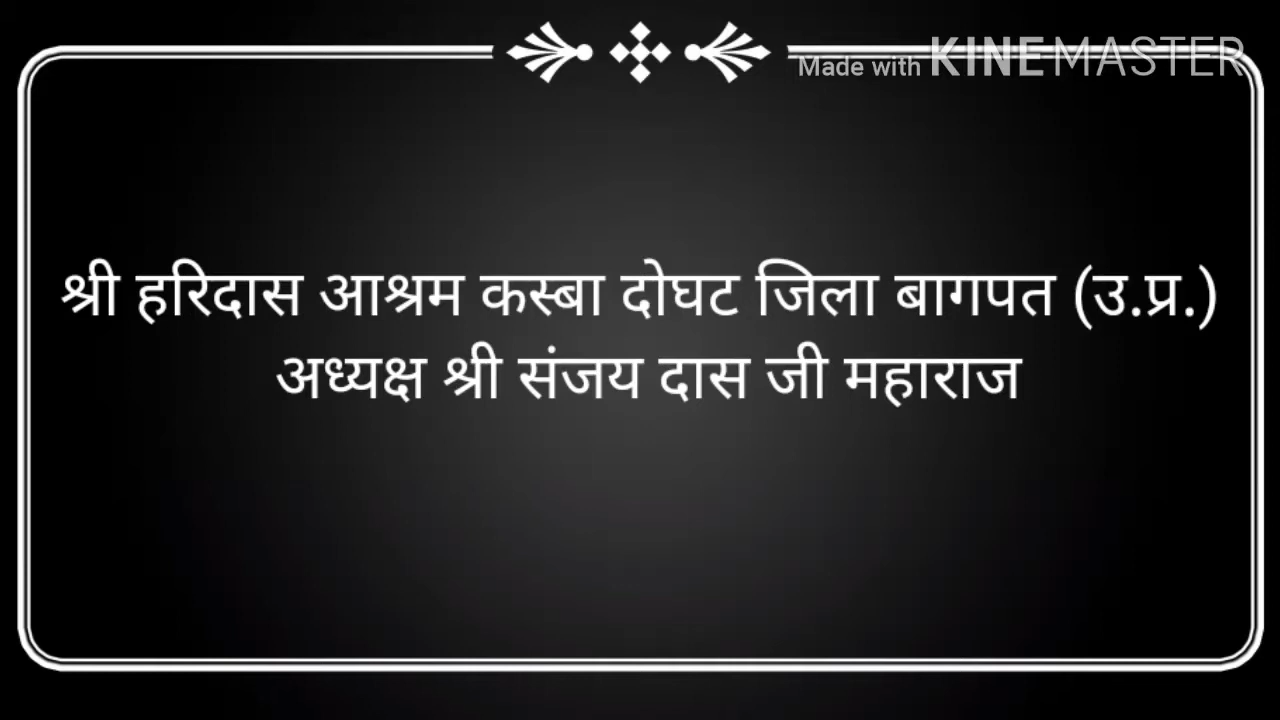 Made with KINEMASTER
श्री हरिदास आश्रम कस्बा दोघट जिला बागपत (उ.प्र.)
अध्यक्ष श्री संजय दास जी महाराज